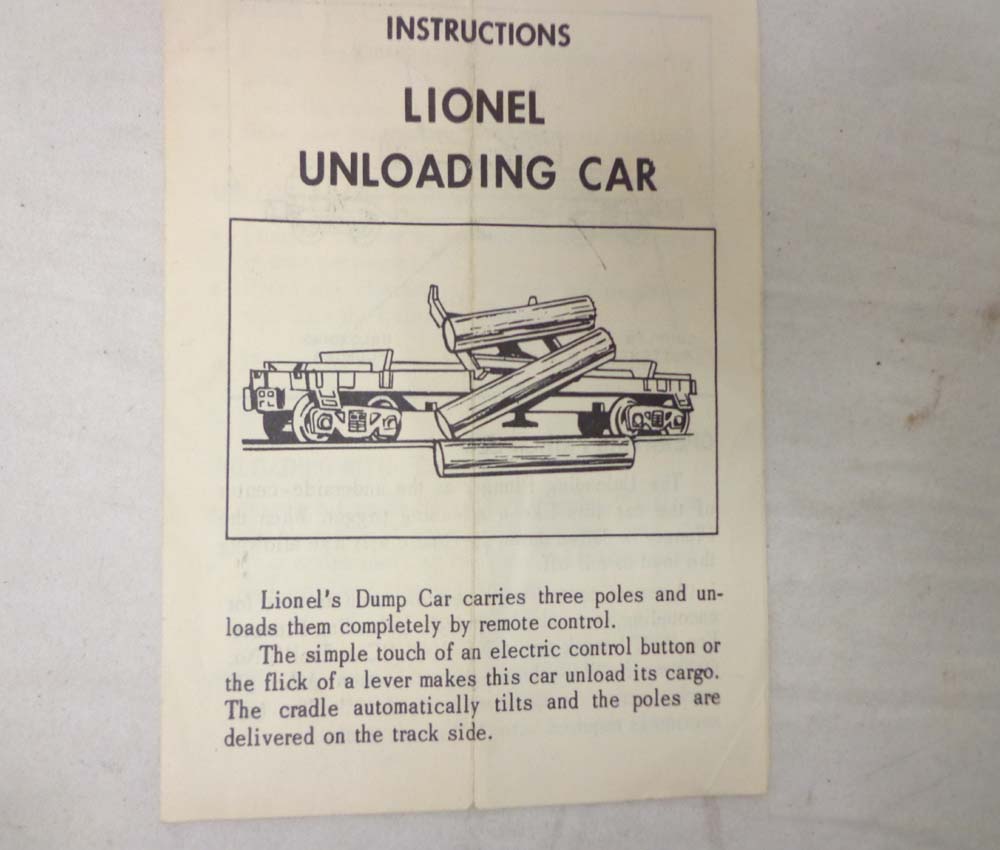 INSTRUCTIONS
LIONEL
UNLOADING CAR
Lionel's Dump Car carries three poles and un-
loads them completely by remote control.
The simple touch of an electric control button or
the flick of a lever makes this car unload its cargo.
The cradle automatically tilts and the poles are
delivered on the track side.